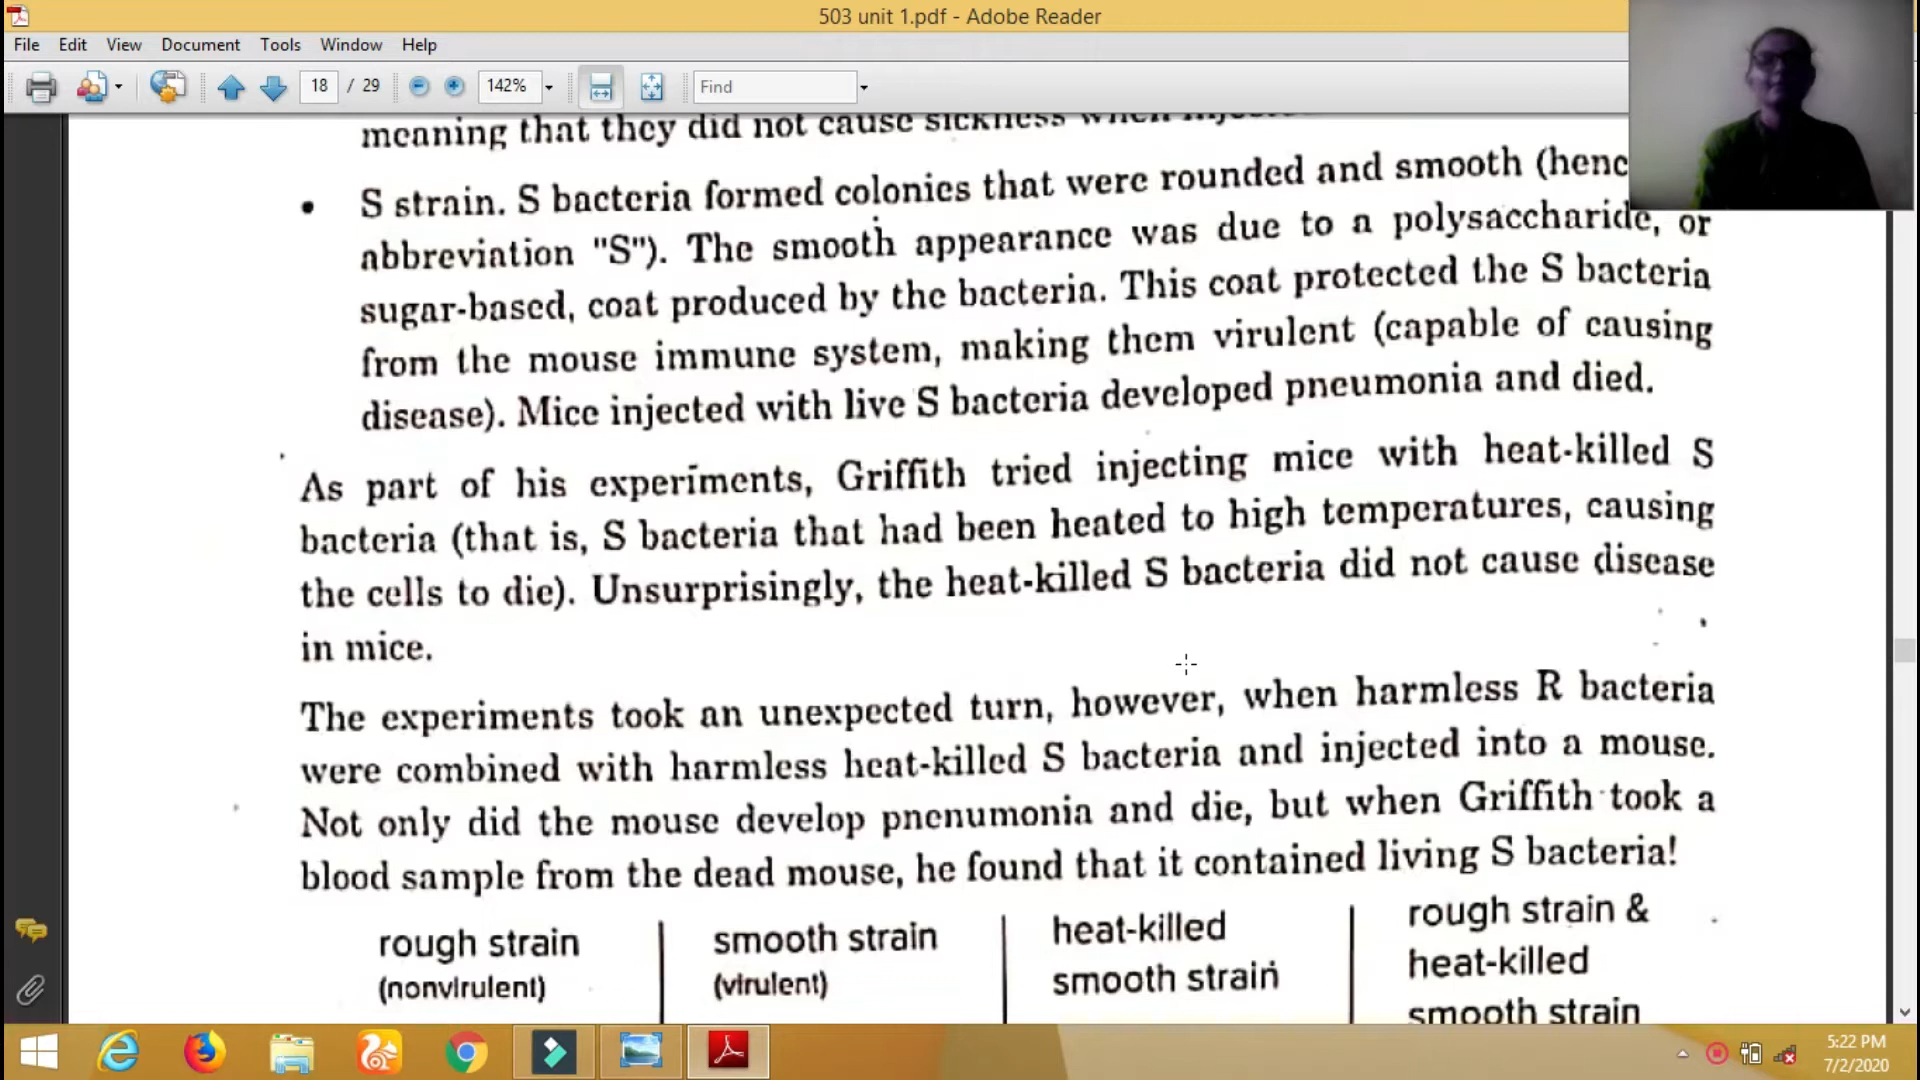 503 unit 1.pdf - Adobe Reader
File Edit View Document Tools Window Help
18 / 29 142% Find
meaning that they did not cause sickness when
• S strain. S bacteria formed colonies that were rounded and smooth (henc
abbreviation "S"). The smooth appearance was due to a polysaccharide, or
sugar-based, coat produced by the bacteria. This coat protected the S bacteria
from the mouse immune system, making them virulent (capable of causing
disease). Mice injected with live S bacteria developed pneumonia and died.
As part of his experiments, Griffith tried injecting mice with heat-killed S
bacteria (that is, S bacteria that had been heated to high temperatures, causing
the cells to die). Unsurprisingly, the heat-killed S bacteria did not cause disease
in mice.
The experiments took an unexpected turn, however, when harmless R bacteria
were combined with harmless heat-killed S bacteria and injected into a mouse.
Not only did the mouse develop pnenumonia and die, but when Griffith took a
blood sample from the dead mouse, he found that it contained living S bacteria!
rough strain
(nonvirulent)
smooth strain
(virulent)
heat-killed
smooth strain
rough strain &
heat-killed
smooth strain
5:22 PM
7/2/2020